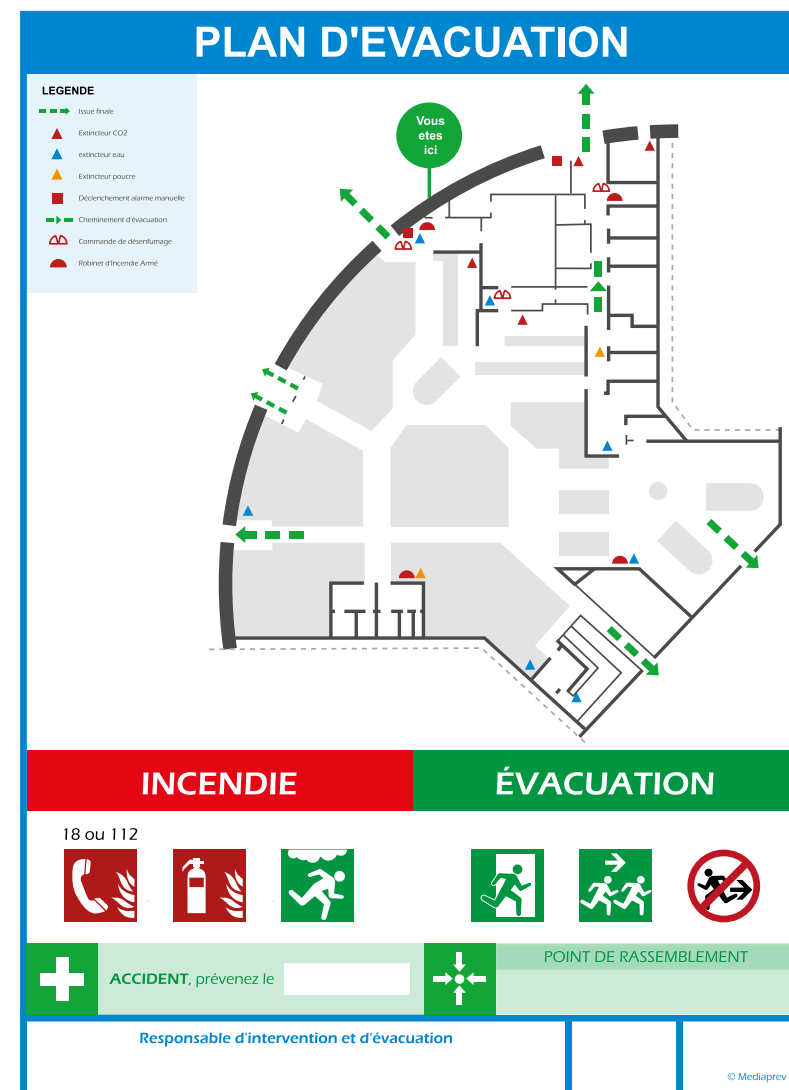 PLAN D'EVACUATION
LEGENDE
Issue finale
Extincteur CO2
extincteur eau
Extincteur poucre
Déclenchement alarme manuelle
Cheminement d'évacuation
Commande de désenfumage
Robinet d'Incendie Armé
Vous
etes
ici
INCENDIE
ÉVACUATION
18 ou 112
ACCIDENT, prévenez le
POINT DE RASSEMBLEMENT
Responsable d'intervention et d'évacuation
© Mediaprev